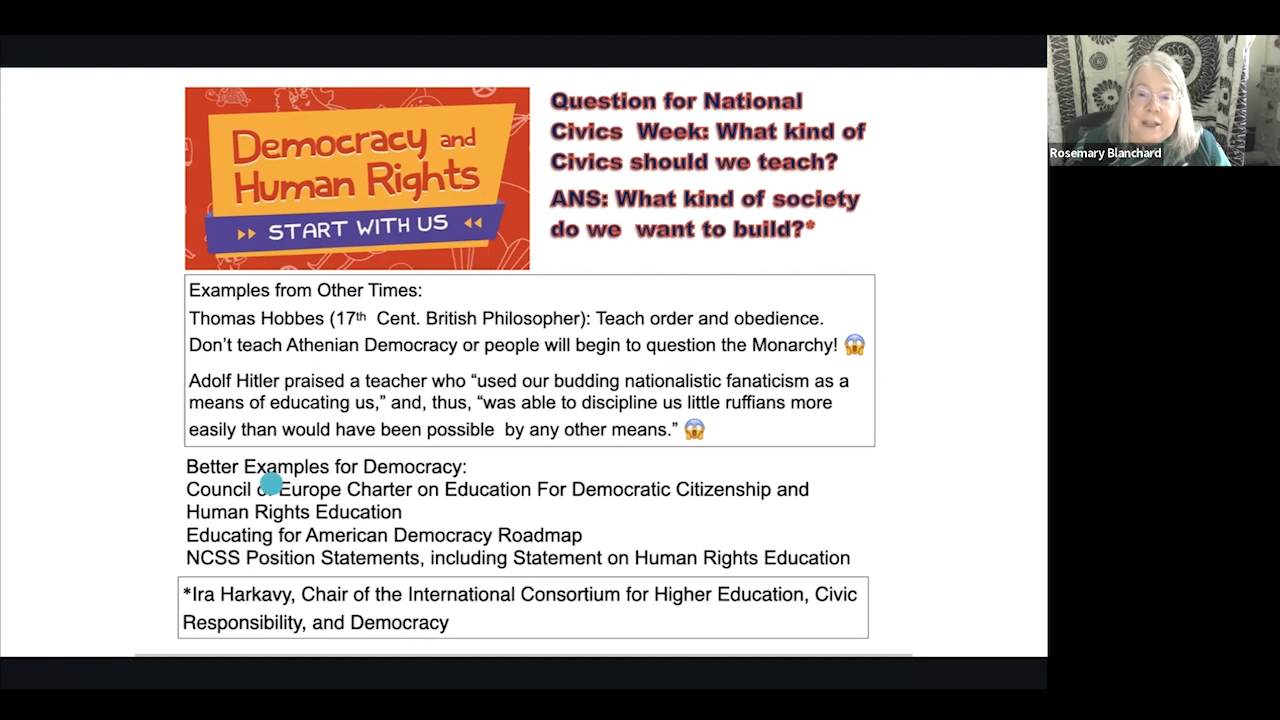 Democracy and
Human Rights
START WITH US
Question for National
Civics Week: What kind of
Civics should we teach?
ANS: What kind of society
do we want to build?*
Rosemary Blanchard
Examples from Other Times:
Thomas Hobbes (17th Cent. British Philosopher): Teach order and obedience.
Don't teach Athenian Democracy or people will begin to question the Monarchy! 😱
Adolf Hitler praised a teacher who “used our budding nationalistic fanaticism as a
means of educating us,” and, thus, “was able to discipline us little ruffians more
easily than would have been possible by any other means.” 😱
Better Examples for Democracy:
Council of Europe Charter on Education For Democratic Citizenship and
Human Rights Education
Educating for American Democracy Roadmap
NCSS Position Statements, including Statement on Human Rights Education
*Ira Harkavy, Chair of the International Consortium for Higher Education, Civic
Responsibility, and Democracy